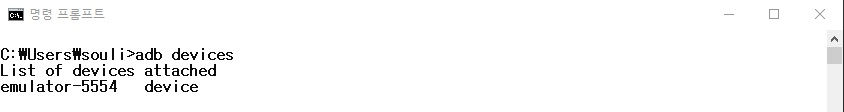 명령 프롬프트
C:₩Users₩souli>adb devices
List of devices attached
emulator-5554 device